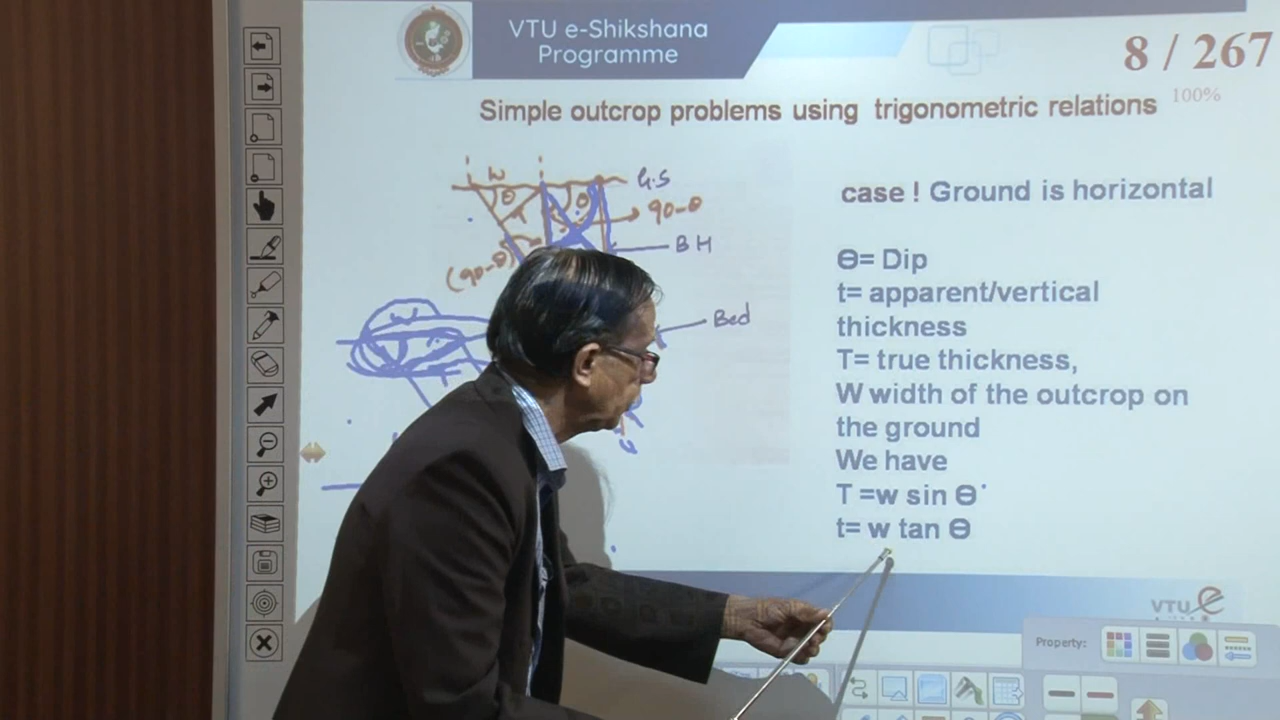 VTU e-Shikshana
Programme
8 / 267
100%
Simple outcrop problems using trigonometric relations
W
G.S
θ
θ
90-θ
α
BH
(90-θ)
W
Bed
case ! Ground is horizontal
Ɵ= Dip
t= apparent/vertical
thickness
T= true thickness,
W width of the outcrop on
the ground
We have
T =w sin Ɵ
t= w tan Ɵ
VTU e
Property: